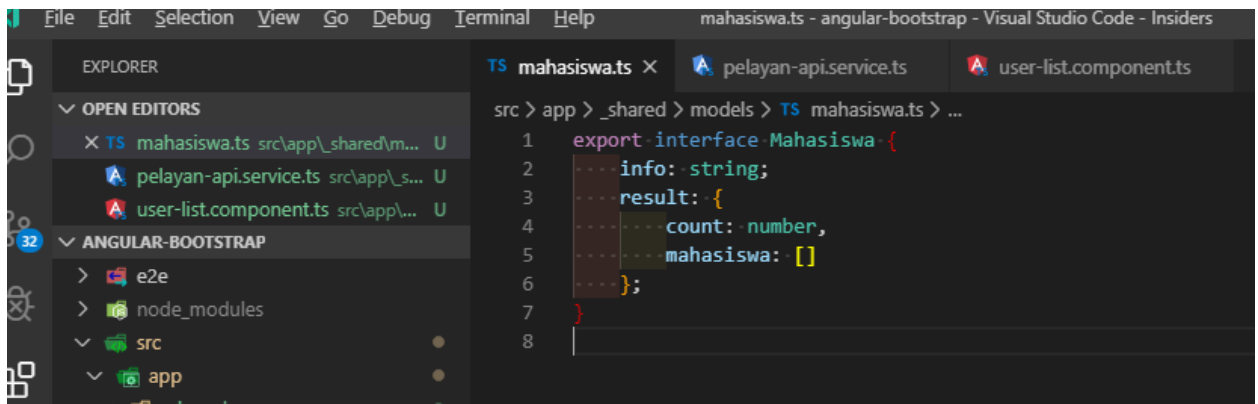 File Edit Selection View Go Debug Terminal Help mahasiswa.ts - angular-bootstrap - Visual Studio Code - Insiders
EXPLORER
TS mahasiswa.ts × pelayan-api.service.ts user-list.component.ts
OPEN EDITORS
× TS mahasiswa.ts src\app\_shared\m... U
pelayan-api.service.ts src\app\_s... U
user-list.component.ts src\app\... U
32
ANGULAR-BOOTSTRAP
> e2e
> node_modules
src
app
src > app > _shared > models > TS mahasiswa.ts > ...
1 export interface Mahasiswa {
2 info: string;
3 result: {
4 count: number,
5 mahasiswa: []
6 };
7 }
8